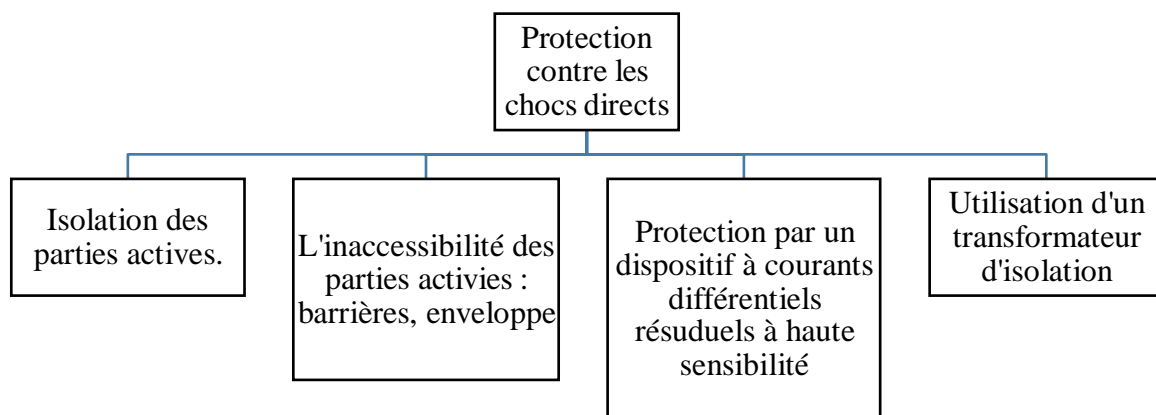 Protection
contre les
chocs directs
Isolation des
parties actives.
L'inaccessibilité des
parties activies :
barrières, enveloppe
Protection par un
dispositif à courants
différentiels
résuduels à haute
sensibilité
Utilisation d'un
transformateur
d'isolation